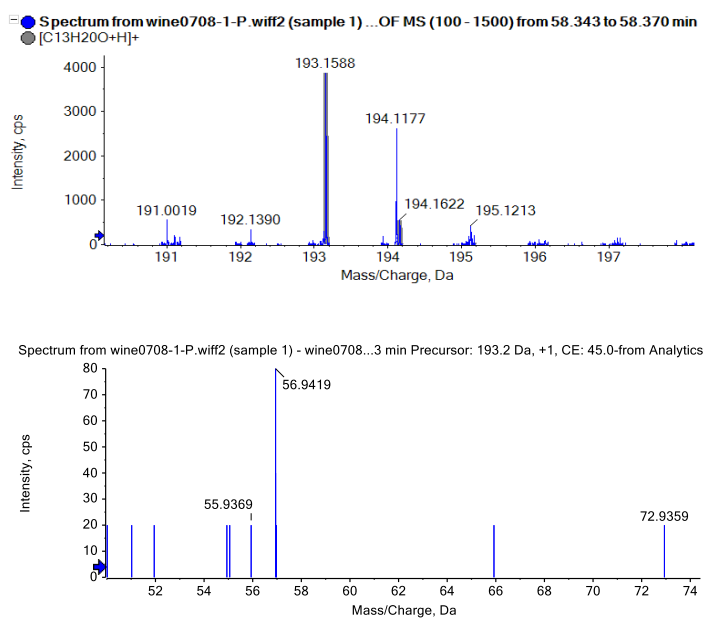 Spectrum from wine0708-1-P.wiff2 (sample 1) ...OF MS (100 - 1500) from 58.343 to 58.370 min
[C13H20O+H]+
193.1588
4000
3000
2000
1000
0
Intensity, cps
194.1177
191.0019
192.1390
194.1622
195.1213
191 192 193 194 195 196 197
Mass/Charge, Da
Spectrum from wine0708-1-P.wiff2 (sample 1) - wine0708...3 min Precursor: 193.2 Da, +1, CE: 45.0-from Analytics
80
70
60
50
40
30
20
10
0
Intensity, cps
56.9419
55.9369
72.9359
52 54 56 58 60 62 64 66 68 70 72 74
Mass/Charge, Da